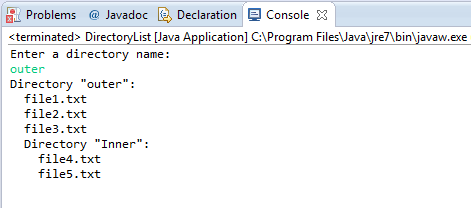 Problems @ Javadoc Declaration Console
<terminated> DirectoryList [Java Application] C:\Program Files\Java\jre7\bin\javaw.exe
Enter a directory name:
outer
Directory "outer":
  file1.txt
  file2.txt
  file3.txt
  Directory "Inner":
    file4.txt
    file5.txt